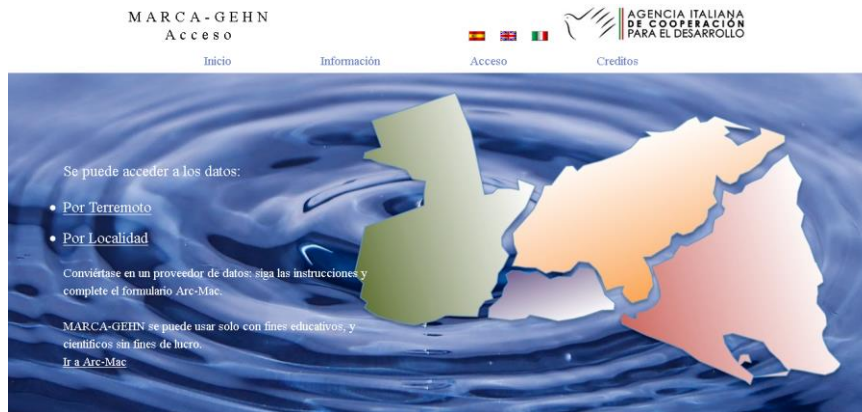 MARCA-GEHN
Acceso
AGENCIA ITALIANA
DE COOPERACIÓN
PARA EL DESARROLLO
Inicio
Información
Acceso
Creditos
Se puede acceder a los datos:
Por Terremoto
Por Localidad
Conviértase en un proveedor de datos: siga las instrucciones y
complete el formulario Arc-Mac.
MARCA-GEHN se puede usar solo con fines educativos, y
científicos sin fines de lucro.
Ir a Arc-Mac